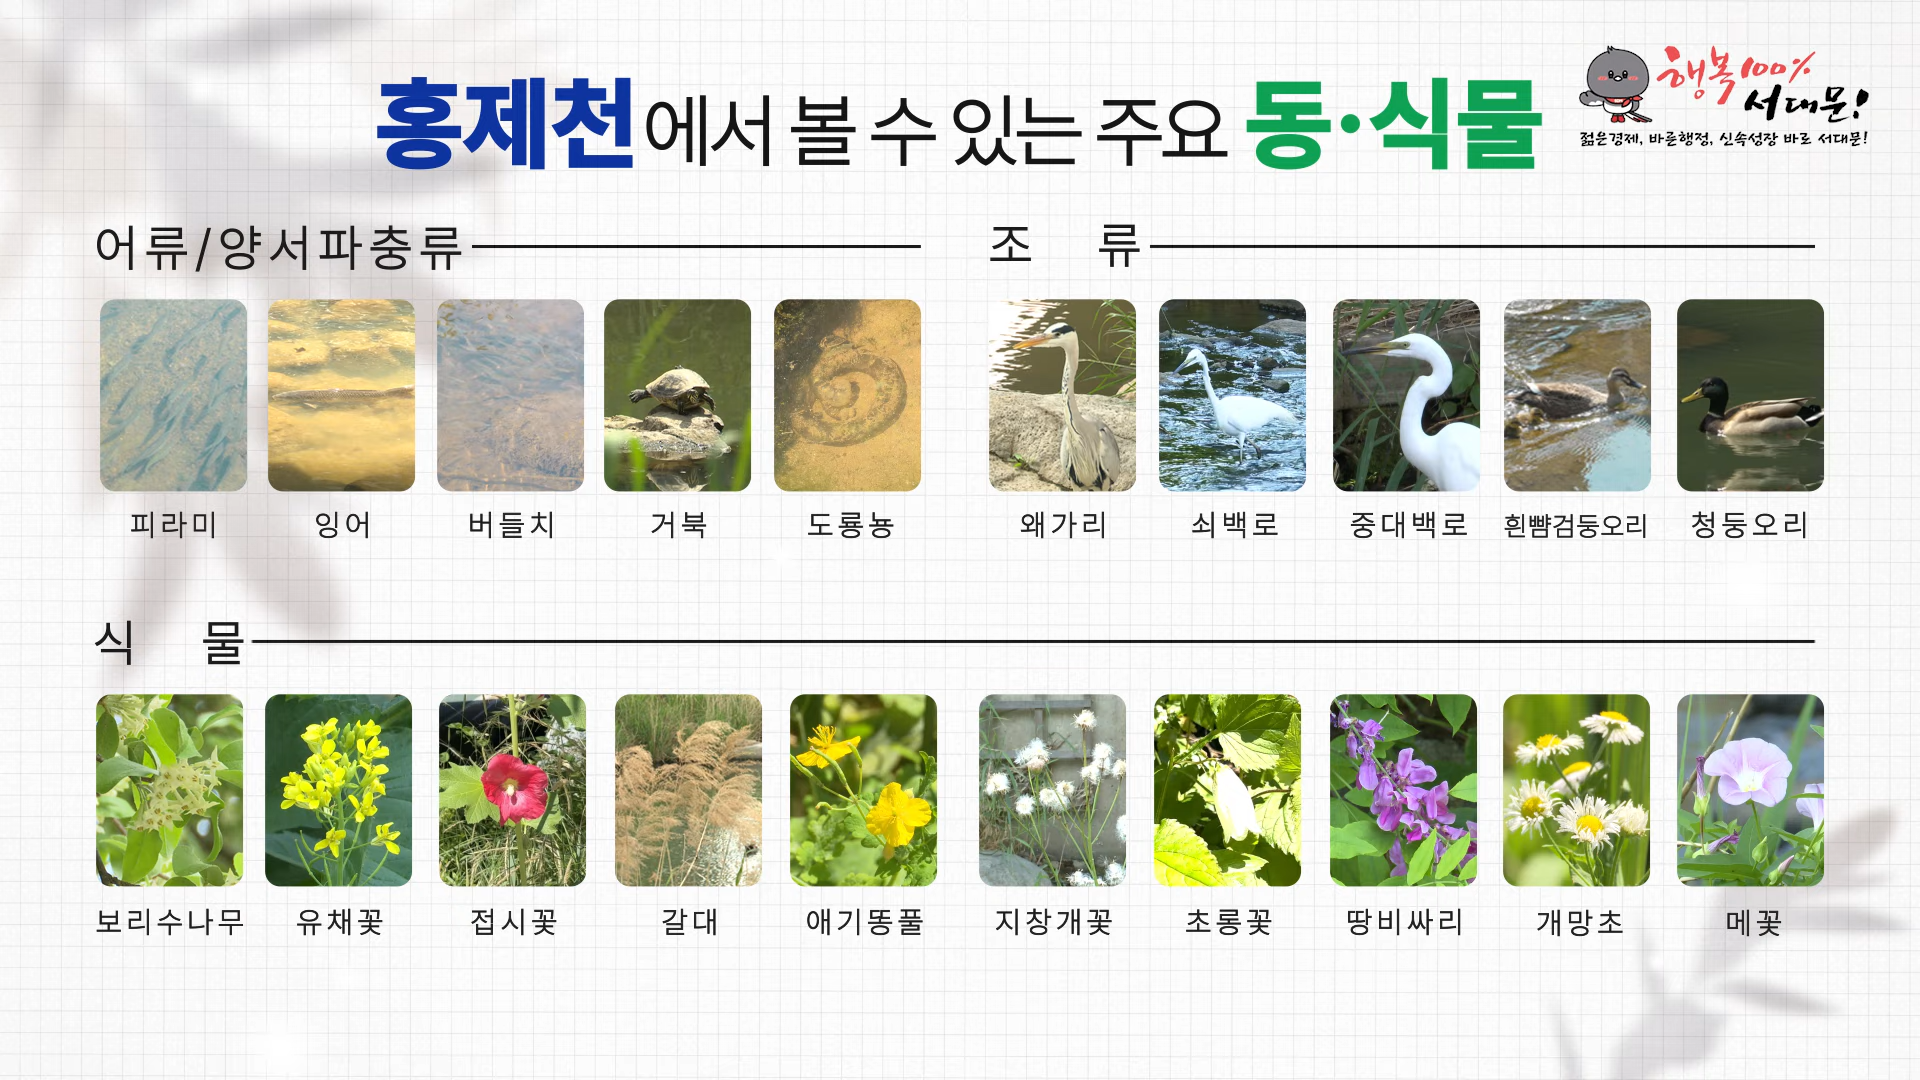 홍제천에서 볼 수 있는 주요 동·식물
행복100%
서대문!
젊은경제, 바른행정, 신속성장 바로 서대문!
어류/양서파충류
피라미 잉어 버들치 거북 도룡뇽
조 류
왜가리 쇠백로 중대백로 흰뺨검둥오리 청둥오리
식 물
보리수나무 유채꽃 접시꽃 갈대 애기똥풀 지창개꽃 초롱꽃 땅비싸리 개망초 메꽃